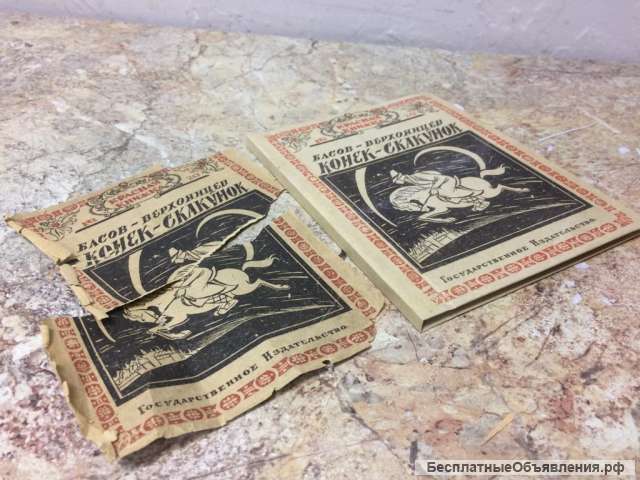 БАСОВ-ВЕРХОЯНЦЕВ
КОНЕК-СКАКУНОК
ГОСУДАРСТВЕННОЕ ИЗДАТЕЛЬСТВО
БАСОВ-ВЕРХОЯНЦЕВ
КОНЕК-СКАКУНОК
ГОСУДАРСТВЕННОЕ ИЗДАТЕЛЬСТВО
БесплатныеОбъявления.рф